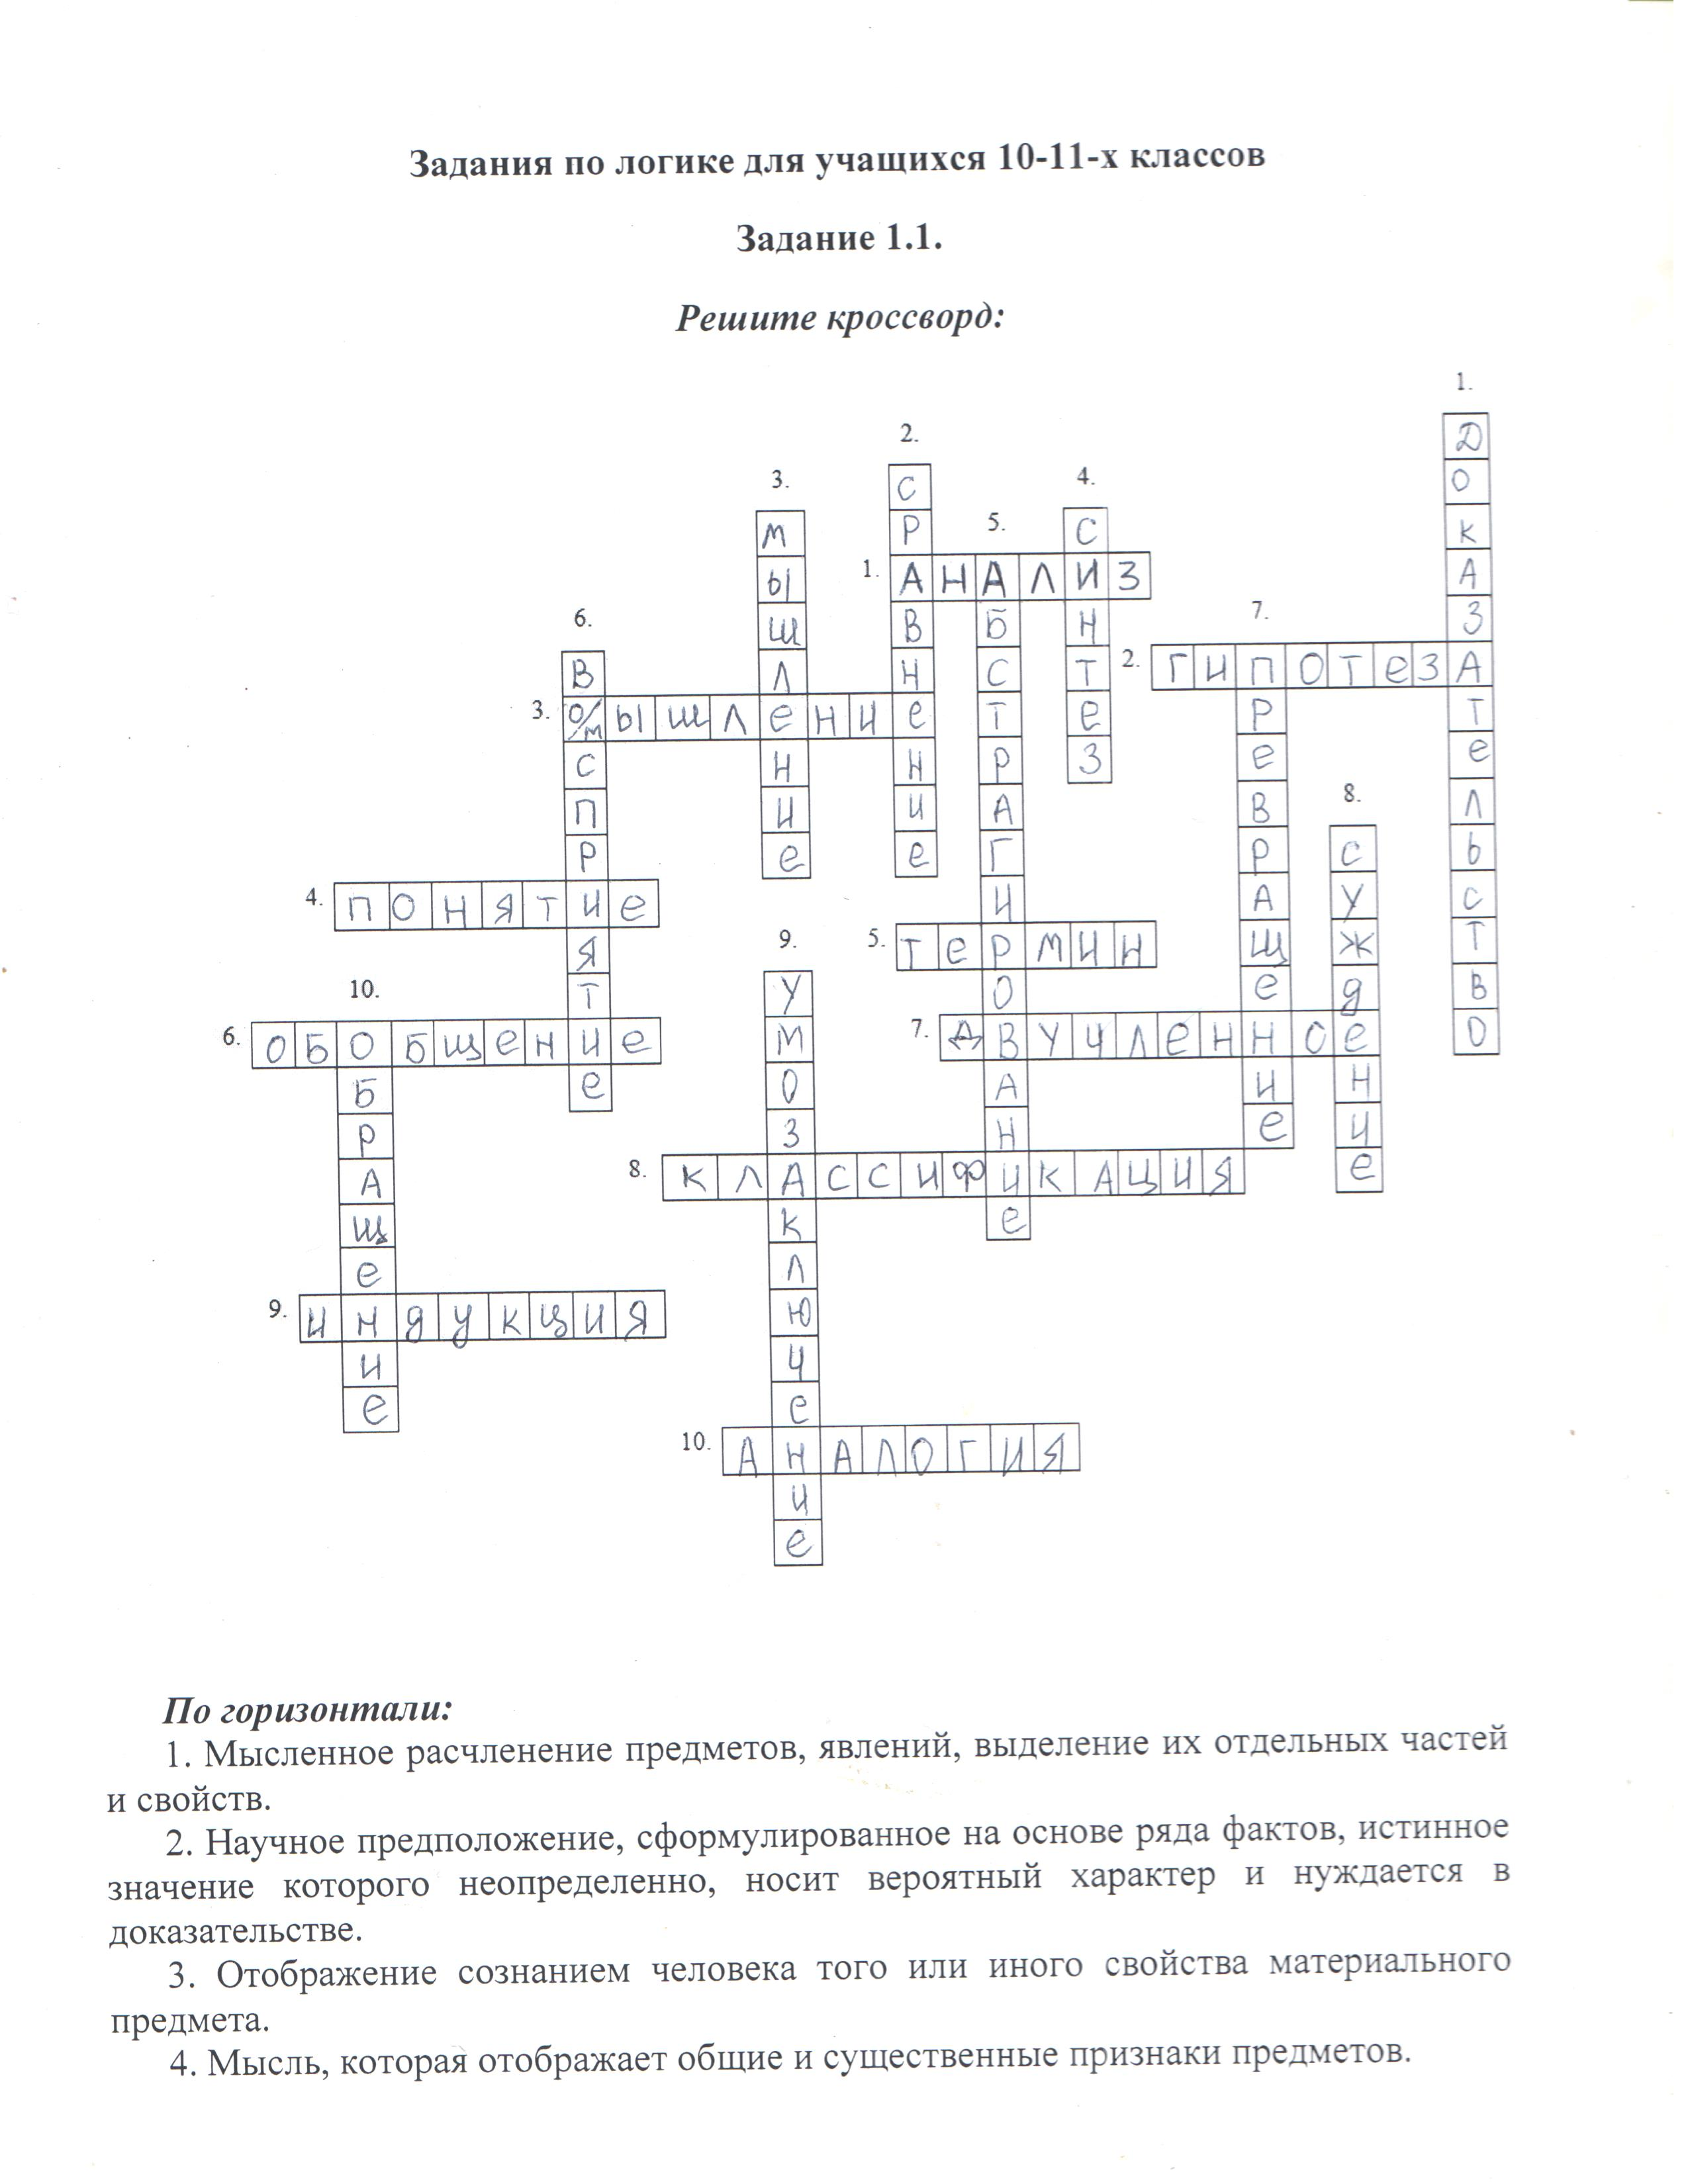 Задания по логике для учащихся 10-11-х классов
Задание 1.1.
Решите кроссворд:
1.
ДОКАЗАТЕЛЬСТВО
2.
СРАВНЕНИЕ
3.
МЫШЛЕНИЕ
4.
СИНТЕЗ
5.
АБСТРАГИРОВАНИЕ
1. АНАЛИЗ
6.
ВОСПРИЯТИЕ
7.
ПРЕВРАЩЕНИЕ
2. ГИПОТЕЗА
3. О/МЫШЛЕНИЕ
8.
СУЖДЕНИЕ
4. ПОНЯТИЕ
5. ТЕРМИН
9.
УМОЗАКЛЮЧЕНИЕ
10.
ОБРАЩЕНИЕ
6. ОБОБЩЕНИЕ
7. ДВУЧЛЕННОЕ
8. КЛАССИФИКАЦИЯ
9. ИНДУКЦИЯ
10. АНАЛОГИЯ
По горизонтали:
1. Мысленное расчленение предметов, явлений, выделение их отдельных частей
и свойств.
2. Научное предположение, сформулированное на основе ряда фактов, истинное
значение которого неопределенно, носит вероятный характер и нуждается в
доказательстве.
3. Отображение сознанием человека того или иного свойства материального
предмета.
4. Мысль, которая отображает общие и существенные признаки предметов.